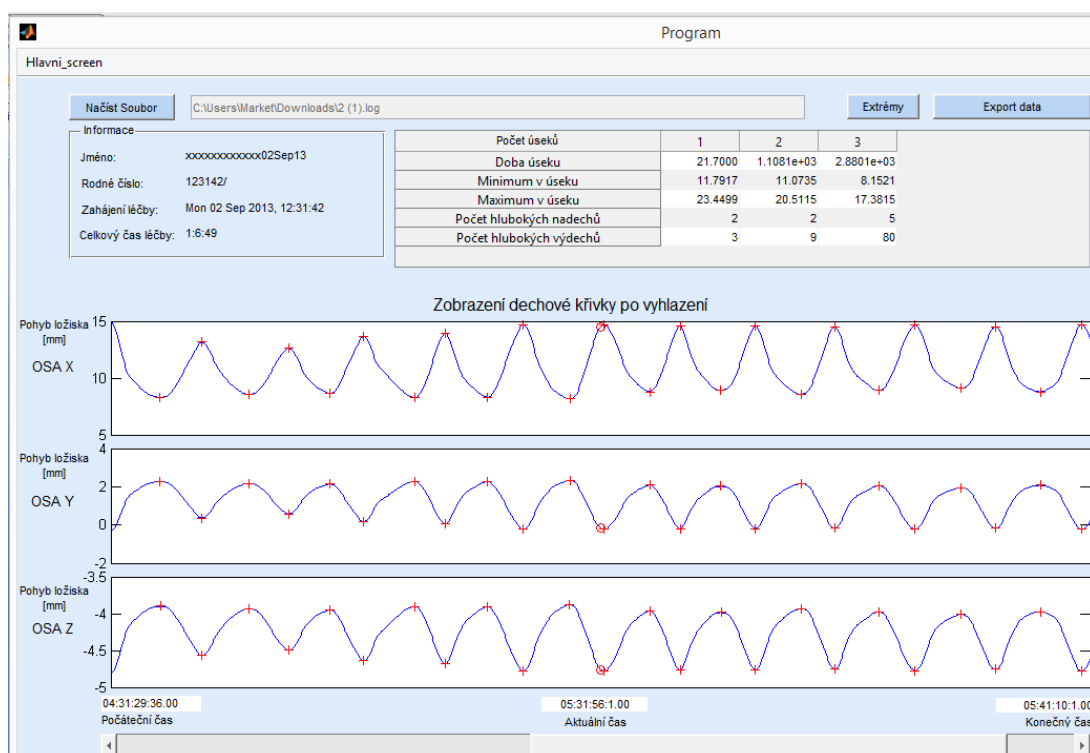 Program
Hlavni_screen
Načíst Soubor
C:\Users\Market\Downloads\2 (1).log
Extrémy
Export data
Informace
Jméno: xxxxxxxxxxxx02Sep13
Rodné číslo: 123142/
Zahájení léčby: Mon 02 Sep 2013, 12:31:42
Celkový čas léčby: 1:6:49
Počet úseků 1 2 3
Doba úseku 21.7000 1.1081e+03 2.8801e+03
Minimum v úseku 11.7917 11.0735 8.1521
Maximum v úseku 23.4499 20.5115 17.3815
Počet hlubokých nadechů 2 2 5
Počet hlubokých výdechů 3 9 80
Zobrazení dechové křivky po vyhlazení
Pohyb ložiska
[mm]
OSA X
15
10
5
Pohyb ložiska
[mm]
OSA Y
4
2
0
-2
Pohyb ložiska
[mm]
OSA Z
-3.5
-4
-4.5
-5
04:31:29:36.00
Počáteční čas
05:31:56:1.00
Aktuální čas
05:41:10:1.00
Konečný čas